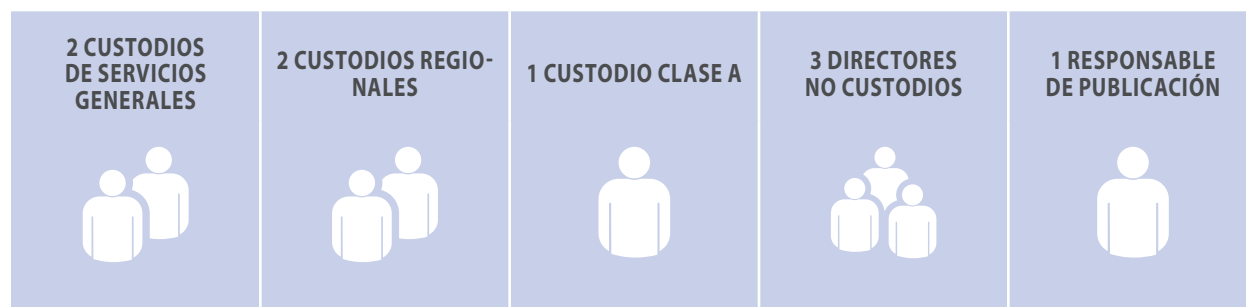 2 CUSTODIOS
DE SERVICIOS
GENERALES
2 CUSTODIOS REGIO-
NALES
1 CUSTODIO CLASE A
3 DIRECTORES
NO CUSTODIOS
1 RESPONSABLE
DE PUBLICACIÓN